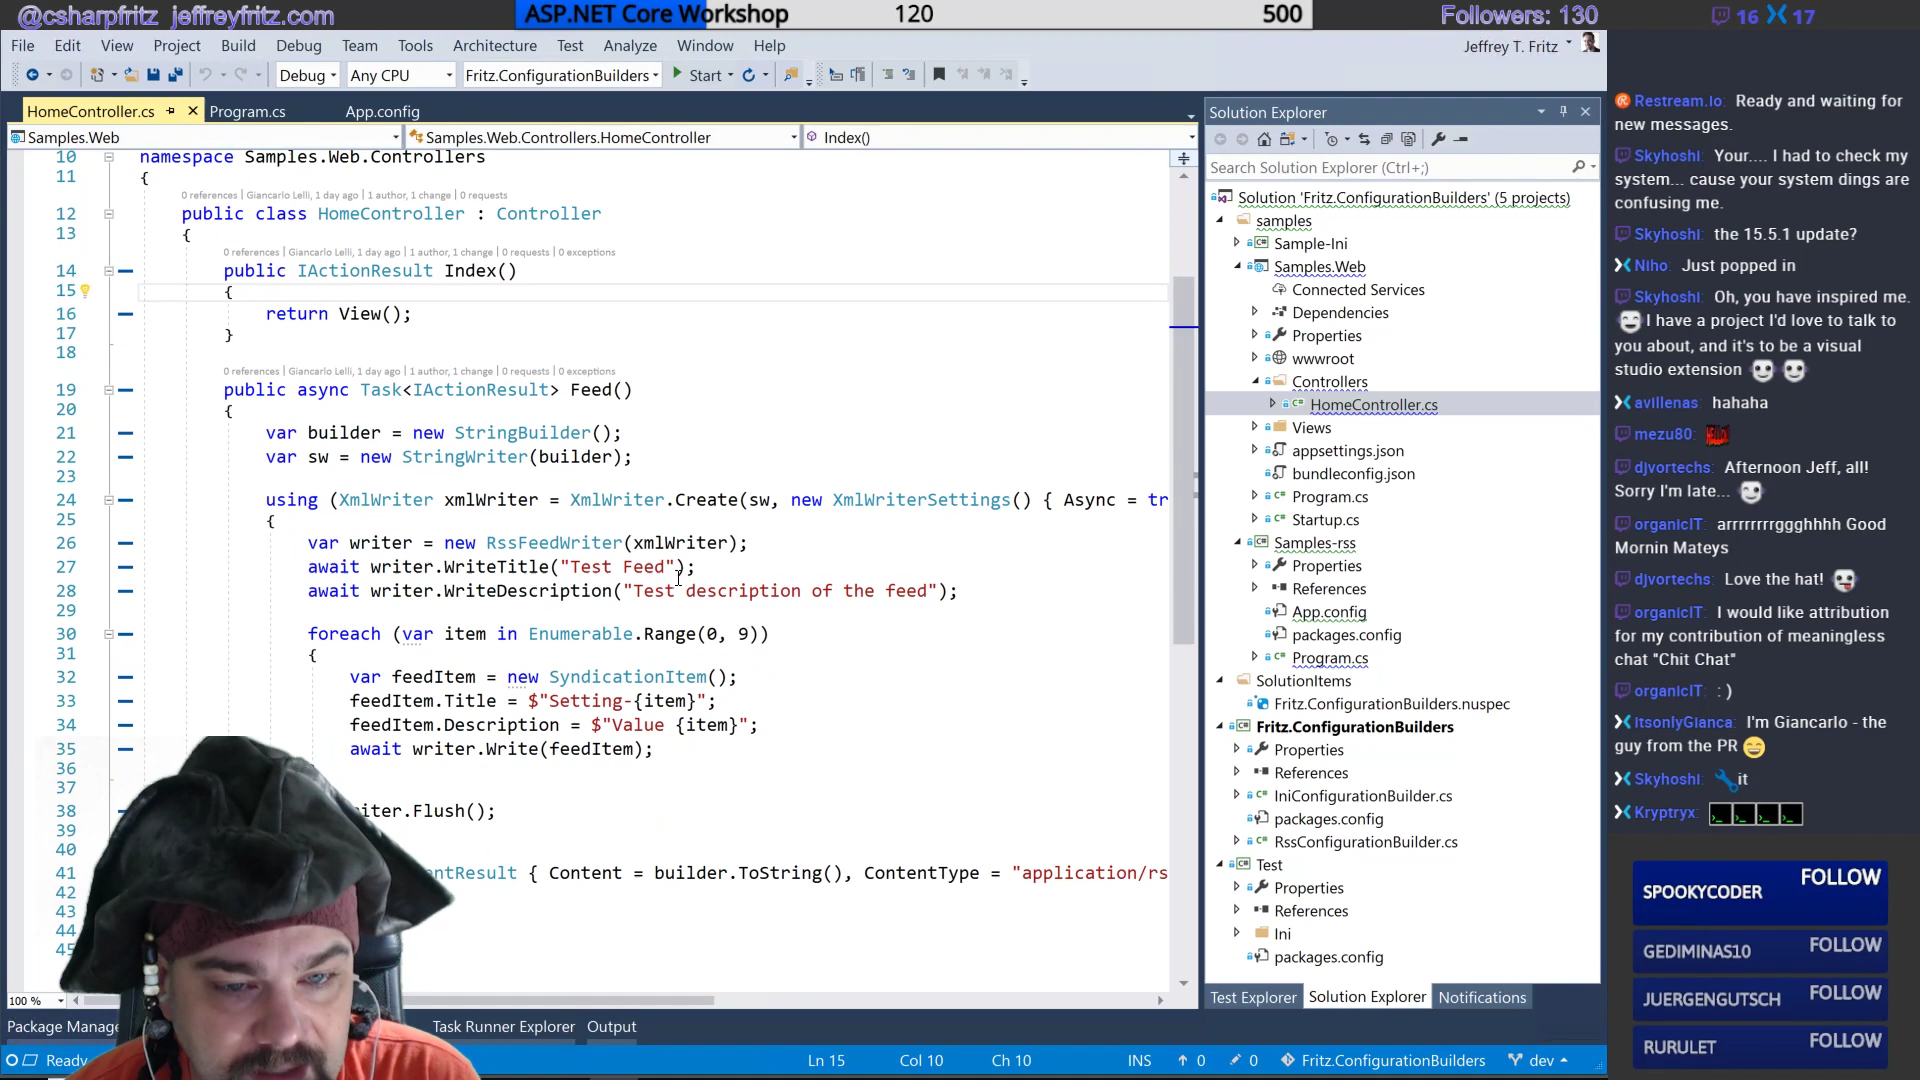 @csharpfritz jeffreyfritz.com
ASP.NET Core Workshop 120 500
Followers: 130
16 17
File Edit View Project Build Debug Team Tools Architecture Test Analyze Window Help
Jeffrey T. Fritz
Debug Any CPU Fritz.ConfigurationBuilders Start
HomeController.cs Program.cs App.config
Samples.Web Samples.Web.Controllers.HomeController Index()
10 namespace Samples.Web.Controllers
11 {
0 references | Giancarlo Lelli, 1 day ago | 1 author, 1 change | 0 requests
12 public class HomeController : Controller
13 {
0 references | Giancarlo Lelli, 1 day ago | 1 author, 1 change | 0 requests | 0 exceptions
14 public IActionResult Index()
15 {
16 return View();
17 }
18
0 references | Giancarlo Lelli, 1 day ago | 1 author, 1 change | 0 requests | 0 exceptions
19 public async Task<IActionResult> Feed()
20 {
21 var builder = new StringBuilder();
22 var sw = new StringWriter(builder);
23
24 using (XmlWriter xmlWriter = XmlWriter.Create(sw, new XmlWriterSettings() { Async = tr
25 {
26 var writer = new RssFeedWriter(xmlWriter);
27 await writer.WriteTitle("Test Feed");
28 await writer.WriteDescription("Test description of the feed");
29
30 foreach (var item in Enumerable.Range(0, 9))
31 {
32 var feedItem = new SyndicationItem();
33 feedItem.Title = $"Setting-{item}";
34 feedItem.Description = $"Value {item}";
35 await writer.Write(feedItem);
36
37
38 iter.Flush();
39
40
41 ntResult { Content = builder.ToString(), ContentType = "application/rs
42
43
44
45
100 %
Package Manag Task Runner Explorer Output
Ready Ln 15 Col 10 Ch 10 INS 0 0 Fritz.ConfigurationBuilders dev
Solution Explorer
Search Solution Explorer (Ctrl+;)
Solution 'Fritz.ConfigurationBuilders' (5 projects)
samples
Sample-Ini
Samples.Web
Connected Services
Dependencies
Properties
wwwroot
Controllers
HomeController.cs
Views
appsettings.json
bundleconfig.json
Program.cs
Startup.cs
Samples-rss
Properties
References
App.config
packages.config
Program.cs
SolutionItems
Fritz.ConfigurationBuilders.nuspec
Fritz.ConfigurationBuilders
Properties
References
IniConfigurationBuilder.cs
packages.config
RssConfigurationBuilder.cs
Test
Properties
References
Ini
packages.config
Test Explorer Solution Explorer Notifications
Restream.io: Ready and waiting for
new messages.
Skyhoshi: Your.... I had to check my
system... cause your system dings are
confusing me.
Skyhoshi: the 15.5.1 update?
Niho: Just popped in
Skyhoshi: Oh, you have inspired me.
I have a project I'd love to talk to
you about, and it's to be a visual
studio extension
avillenas: hahaha
mezu80: HELLO!
djvortechs: Afternoon Jeff, all!
Sorry I'm late...
organicIT: arrrrrrrggghhhh Good
Mornin Mateys
djvortechs: Love the hat!
organicIT: I would like attribution
for my contribution of meaningless
chat "Chit Chat"
organicIT: : )
itsonlyGianca: I'm Giancarlo - the
guy from the PR
Skyhoshi: it
Kryptryx:
SPOOKYCODER FOLLOW
GEDIMINAS10 FOLLOW
JUERGENGUTSCH FOLLOW
RURULET FOLLOW